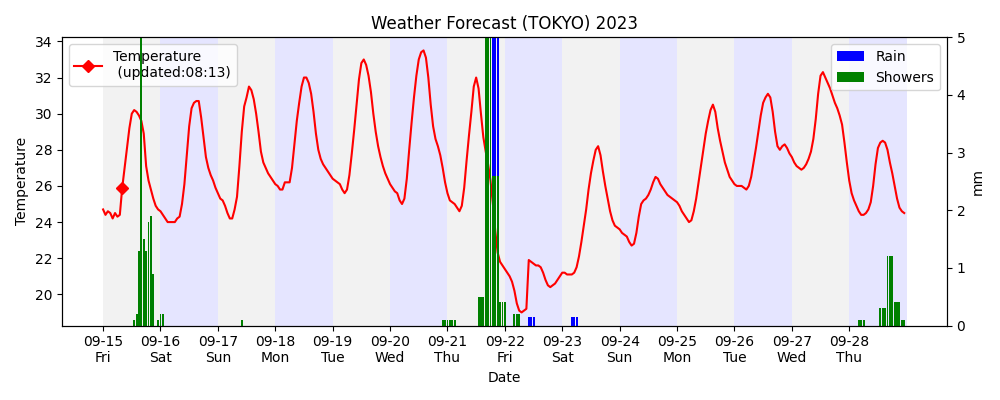 Weather Forecast (TOKYO) 2023
Temperature
(updated:08:13)
Rain
Showers
Temperature
34
32
30
28
26
24
22
20
mm
5
4
3
2
1
0
09-15 09-16 09-17 09-18 09-19 09-20 09-21 09-22 09-23 09-24 09-25 09-26 09-27 09-28
Fri Sat Sun Mon Tue Wed Thu Fri Sat Sun Mon Tue Wed Thu
Date